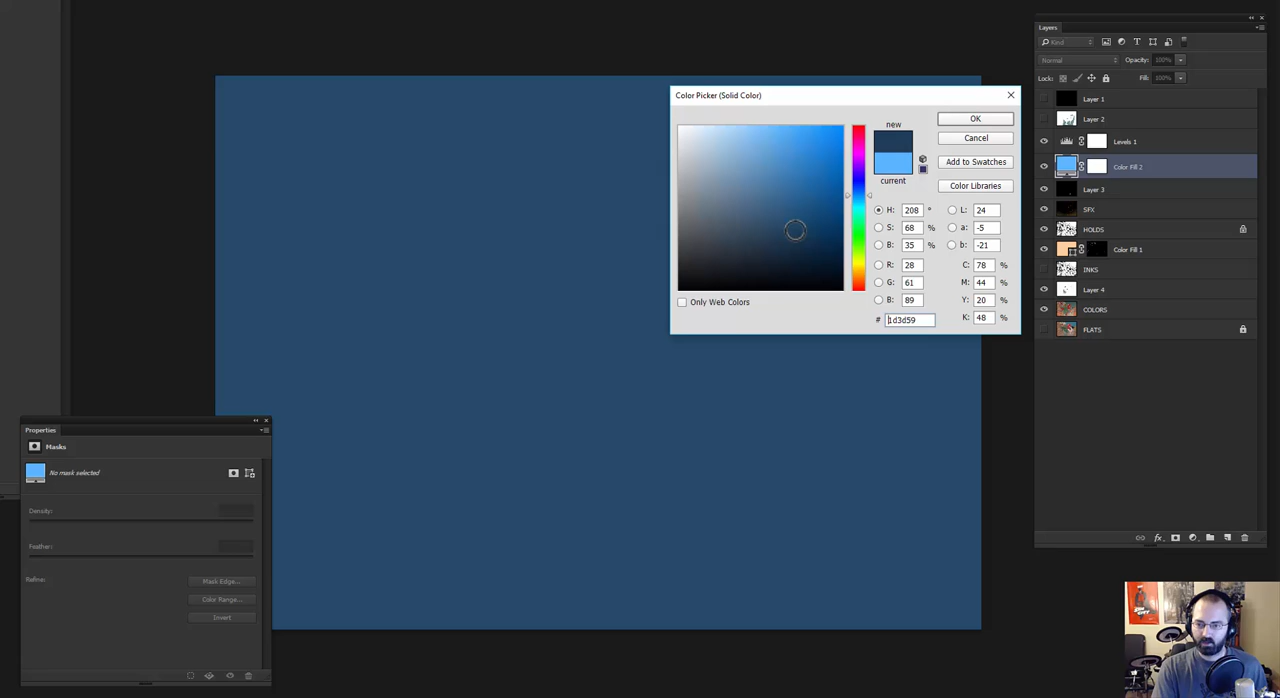 Color Picker (Solid Color)
new
current
OK
Cancel
Add to Swatches
Color Libraries
H: 208 °
S: 68 %
B: 35 %
R: 28
G: 61
B: 89
# 1d3d59
L: 24
a: -5
b: -21
C: 78 %
M: 44 %
Y: 20 %
K: 48 %
Only Web Colors
Layers
Kind
Normal
Opacity: 100%
Lock:
Fill: 100%
Layer 1
Layer 2
Levels 1
Color Fill 2
Layer 3
SFX
HOLDS
Color Fill 1
INKS
Layer 4
COLORS
FLATS
fx
Properties
Masks
No mask selected
Density:
Feather:
Refine:
Mask Edge...
Color Range...
Invert